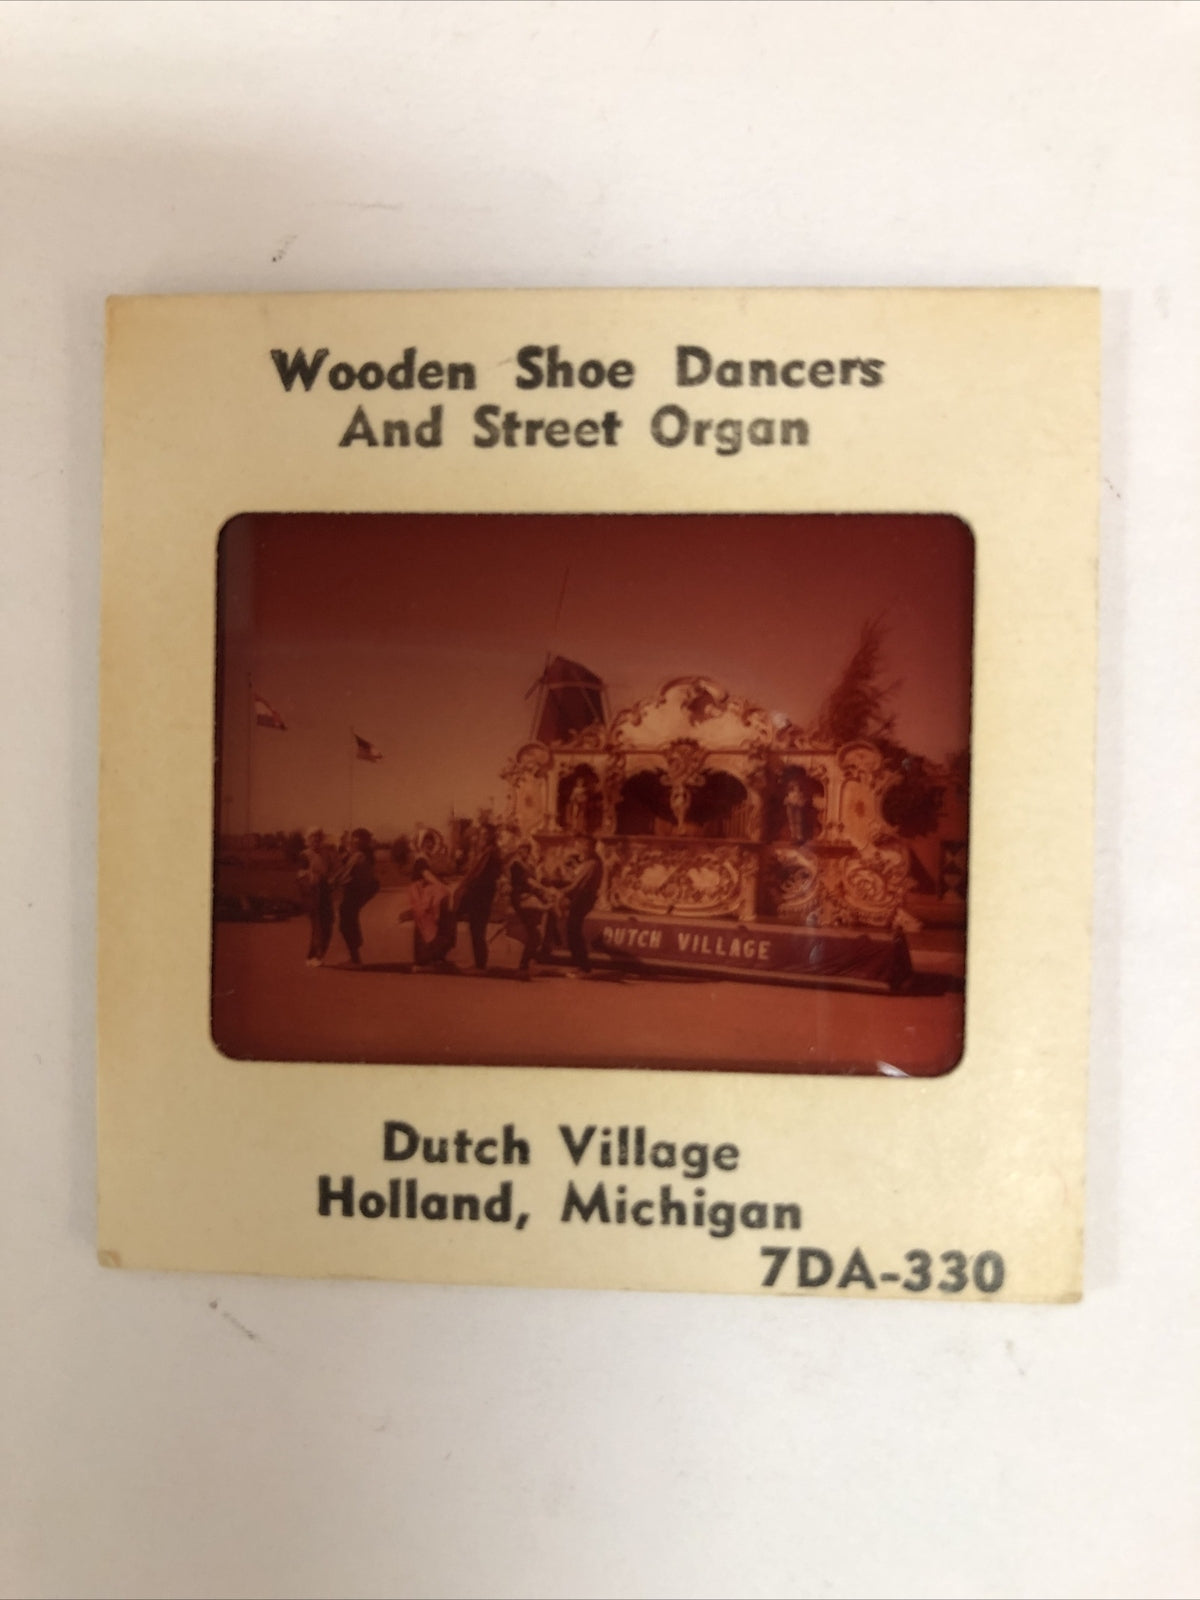 Wooden Shoe Dancers
And Street Organ
DUTCH VILLAGE
Dutch Village
Holland, Michigan
7DA-330